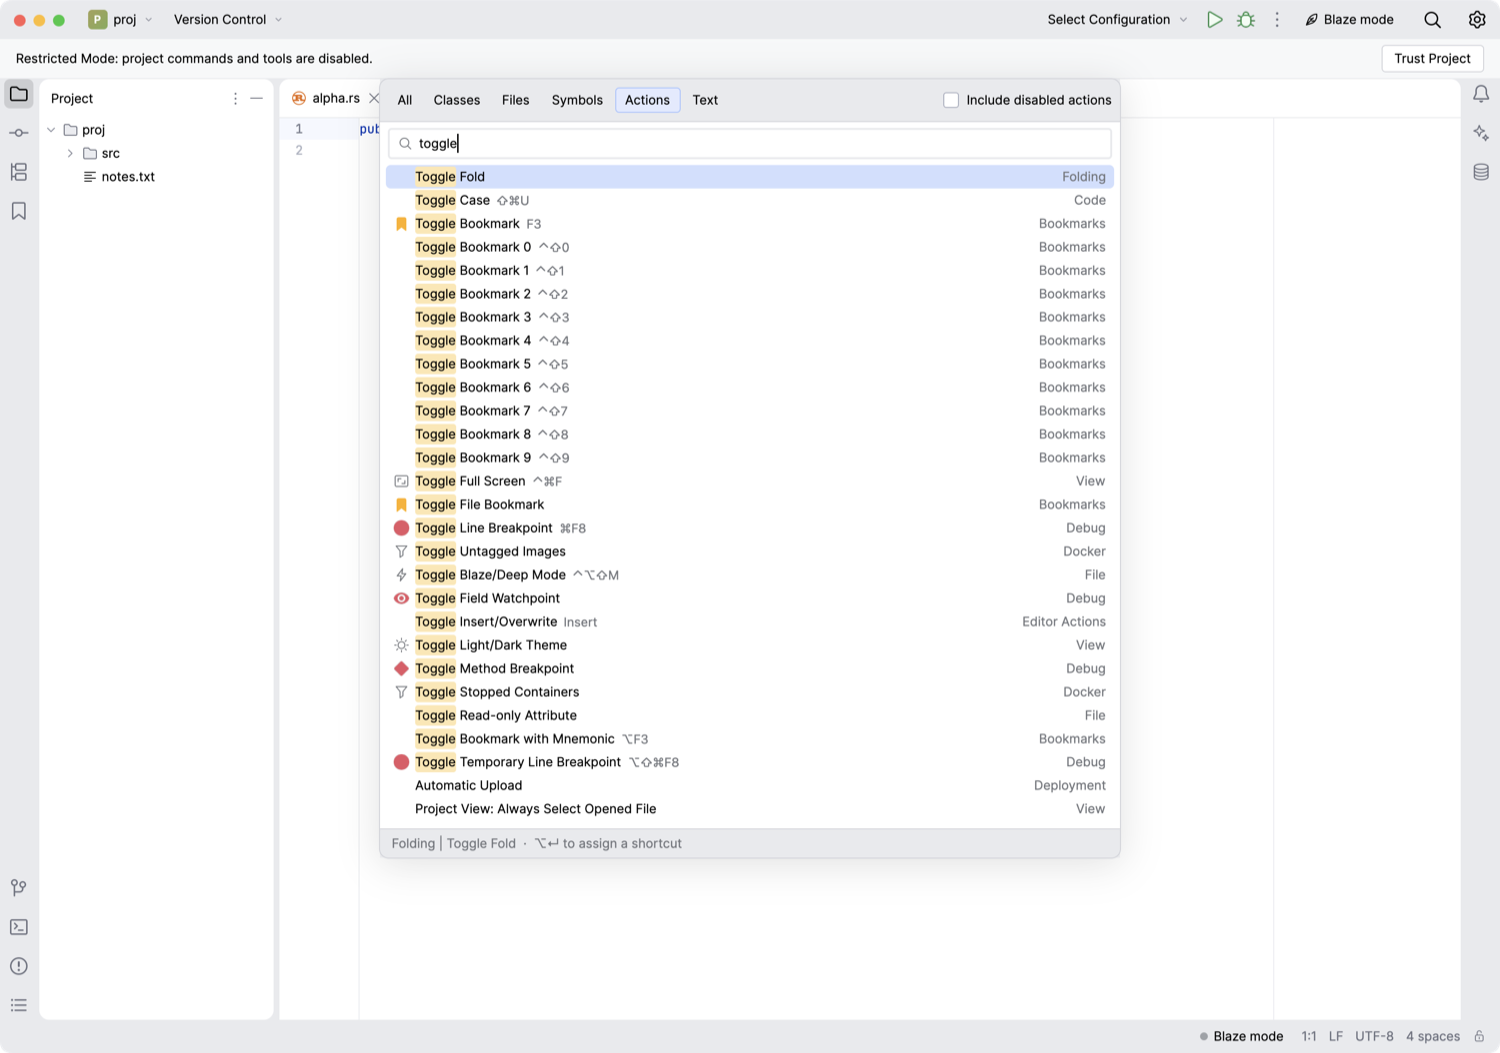 P proj Version Control Select Configuration Blaze mode
Restricted Mode: project commands and tools are disabled. Trust Project
Project
proj
src
notes.txt
alpha.rs
1 pub
2
All Classes Files Symbols Actions Text Include disabled actions
toggle
Toggle Fold Folding
Toggle Case ⇧⌘U Code
Toggle Bookmark F3 Bookmarks
Toggle Bookmark 0 ⌃⇧0 Bookmarks
Toggle Bookmark 1 ⌃⇧1 Bookmarks
Toggle Bookmark 2 ⌃⇧2 Bookmarks
Toggle Bookmark 3 ⌃⇧3 Bookmarks
Toggle Bookmark 4 ⌃⇧4 Bookmarks
Toggle Bookmark 5 ⌃⇧5 Bookmarks
Toggle Bookmark 6 ⌃⇧6 Bookmarks
Toggle Bookmark 7 ⌃⇧7 Bookmarks
Toggle Bookmark 8 ⌃⇧8 Bookmarks
Toggle Bookmark 9 ⌃⇧9 Bookmarks
Toggle Full Screen ⌃⌘F View
Toggle File Bookmark Bookmarks
Toggle Line Breakpoint ⌘F8 Debug
Toggle Untagged Images Docker
Toggle Blaze/Deep Mode ⌃⌥⇧M File
Toggle Field Watchpoint Debug
Toggle Insert/Overwrite Insert Editor Actions
Toggle Light/Dark Theme View
Toggle Method Breakpoint Debug
Toggle Stopped Containers Docker
Toggle Read-only Attribute File
Toggle Bookmark with Mnemonic ⌥F3 Bookmarks
Toggle Temporary Line Breakpoint ⌥⇧⌘F8 Debug
Automatic Upload Deployment
Project View: Always Select Opened File View
Folding | Toggle Fold · ⌥↩ to assign a shortcut
Blaze mode 1:1 LF UTF-8 4 spaces